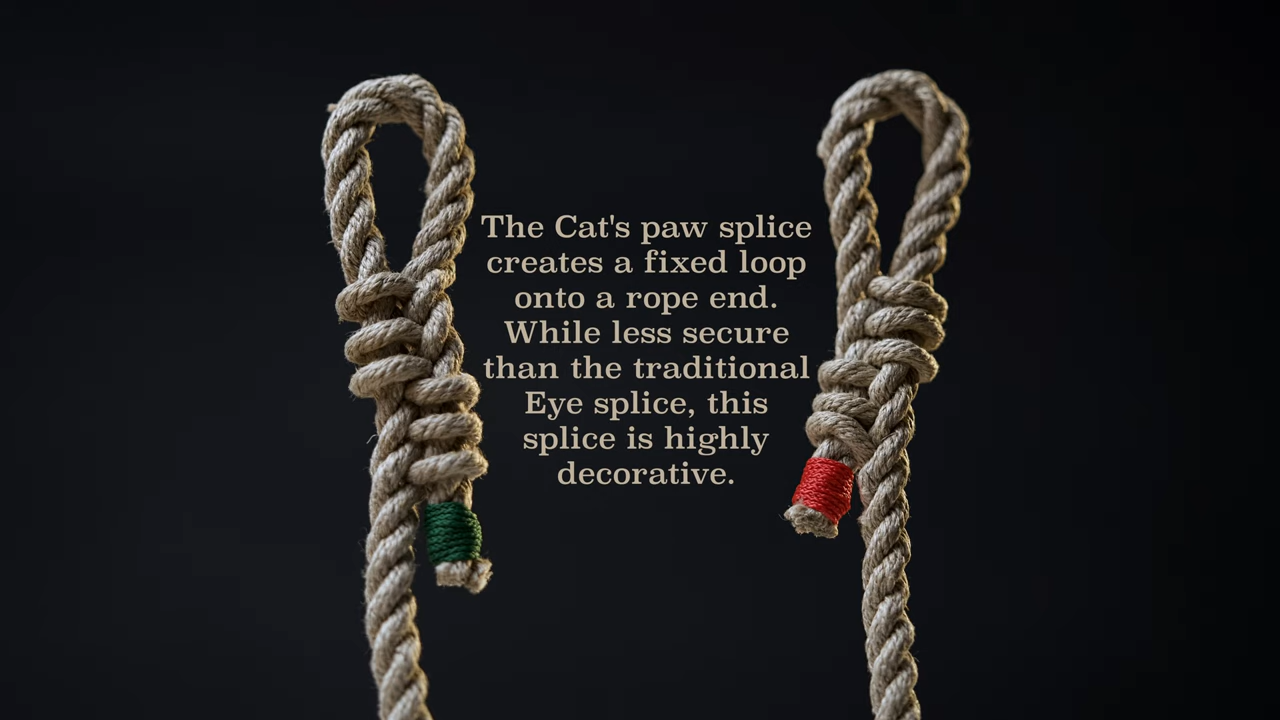 The Cat's paw splice
creates a fixed loop
onto a rope end.
While less secure
than the traditional
Eye splice, this
splice is highly
decorative.